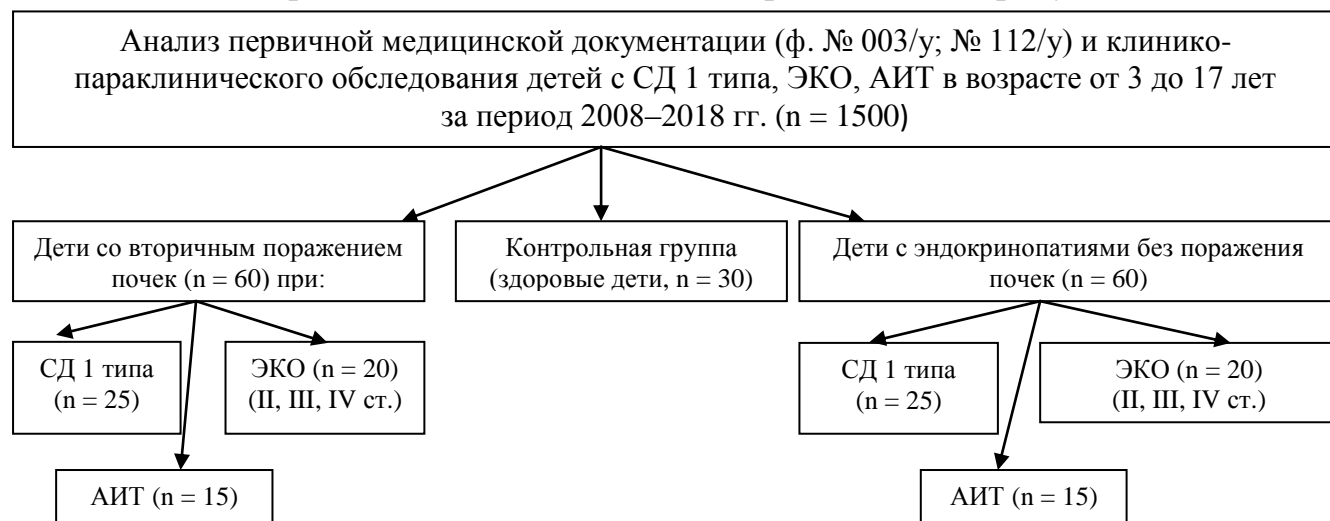 Анализ первичной медицинской документации (ф. № 003/у; № 112/у) и клинико-
параклинического обследования детей с СД 1 типа, ЭКО, АИТ в возрасте от 3 до 17 лет
за период 2008–2018 гг. (n = 1500)
Дети со вторичным поражением
почек (n = 60) при:
Контрольная группа
(здоровые дети, n = 30)
Дети с эндокринопатиями без поражения
почек (n = 60)
СД 1 типа
(n = 25)
ЭКО (n = 20)
(II, III, IV ст.)
АИТ (n = 15)
СД 1 типа
(n = 25)
ЭКО (n = 20)
(II, III, IV ст.)
АИТ (n = 15)